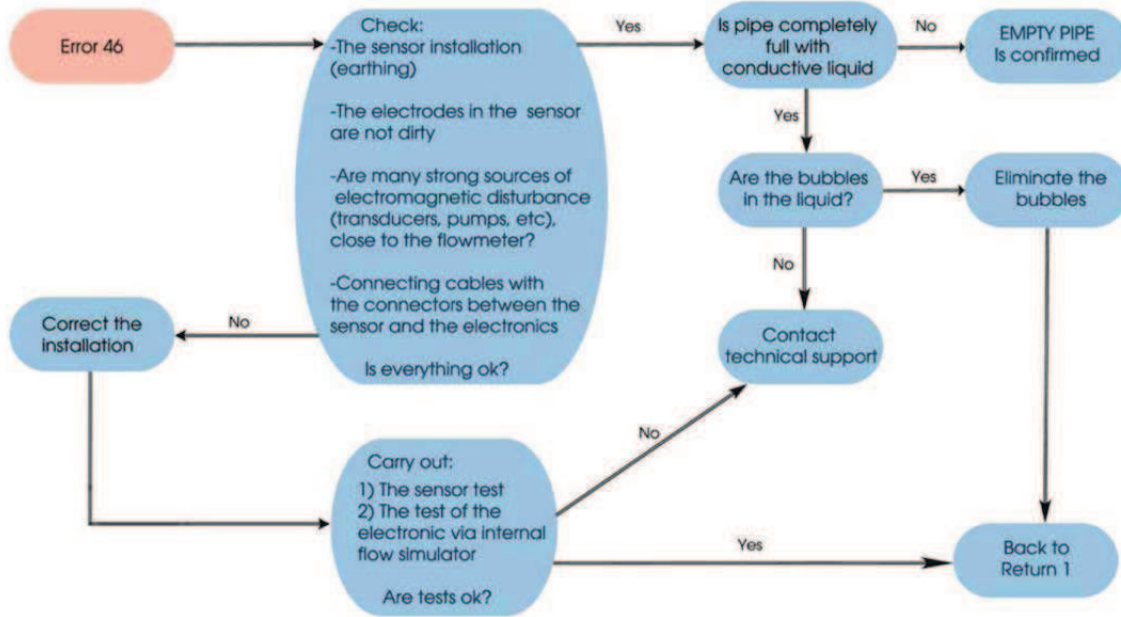 Error 46
Check:
-The sensor installation
(earthing)
-The electrodes in the sensor
are not dirty
-Are many strong sources of
electromagnetic disturbance
(transducers, pumps, etc),
close to the flowmeter?
-Connecting cables with
the connectors between the
sensor and the electronics
Is everything ok?
Yes
Is pipe completely
full with
conductive liquid
No
EMPTY PIPE
Is confirmed
Yes
Are the bubbles
in the liquid?
Yes
Eliminate the
bubbles
No
Contact
technical support
No
Correct the
installation
Carry out:
1) The sensor test
2) The test of the
electronic via internal
flow simulator
Are tests ok?
No
Yes
Back to
Return 1